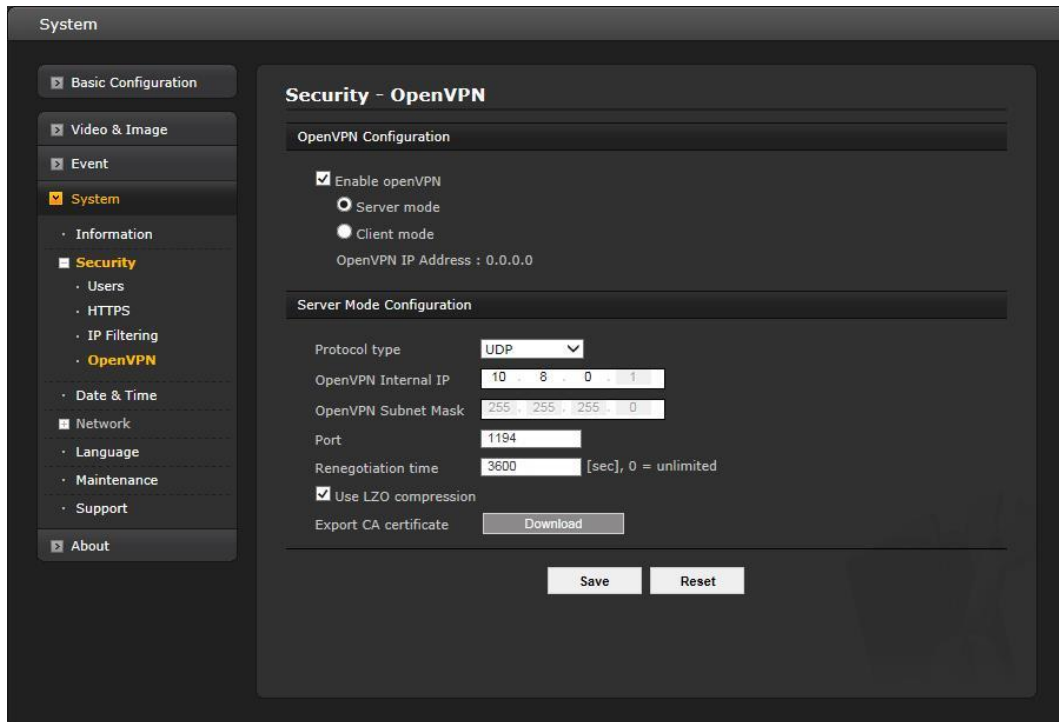 System
Basic Configuration
Video & Image
Event
System
· Information
Security
· Users
· HTTPS
· IP Filtering
· OpenVPN
· Date & Time
Network
· Language
· Maintenance
· Support
About
Security - OpenVPN
OpenVPN Configuration
Enable openVPN
Server mode
Client mode
OpenVPN IP Address : 0.0.0.0
Server Mode Configuration
Protocol type UDP
OpenVPN Internal IP 10 . 8 . 0 . 1
OpenVPN Subnet Mask 255 . 255 . 255 . 0
Port 1194
Renegotiation time 3600 [sec], 0 = unlimited
Use LZO compression
Export CA certificate Download
Save Reset